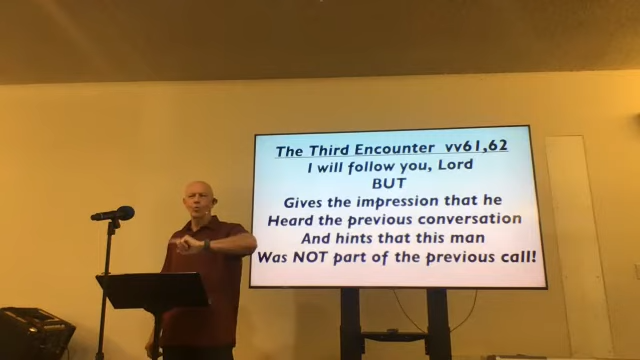 The Third Encounter vv61,62
I will follow you, Lord
BUT
Gives the impression that he
Heard the previous conversation
And hints that this man
Was NOT part of the previous call!